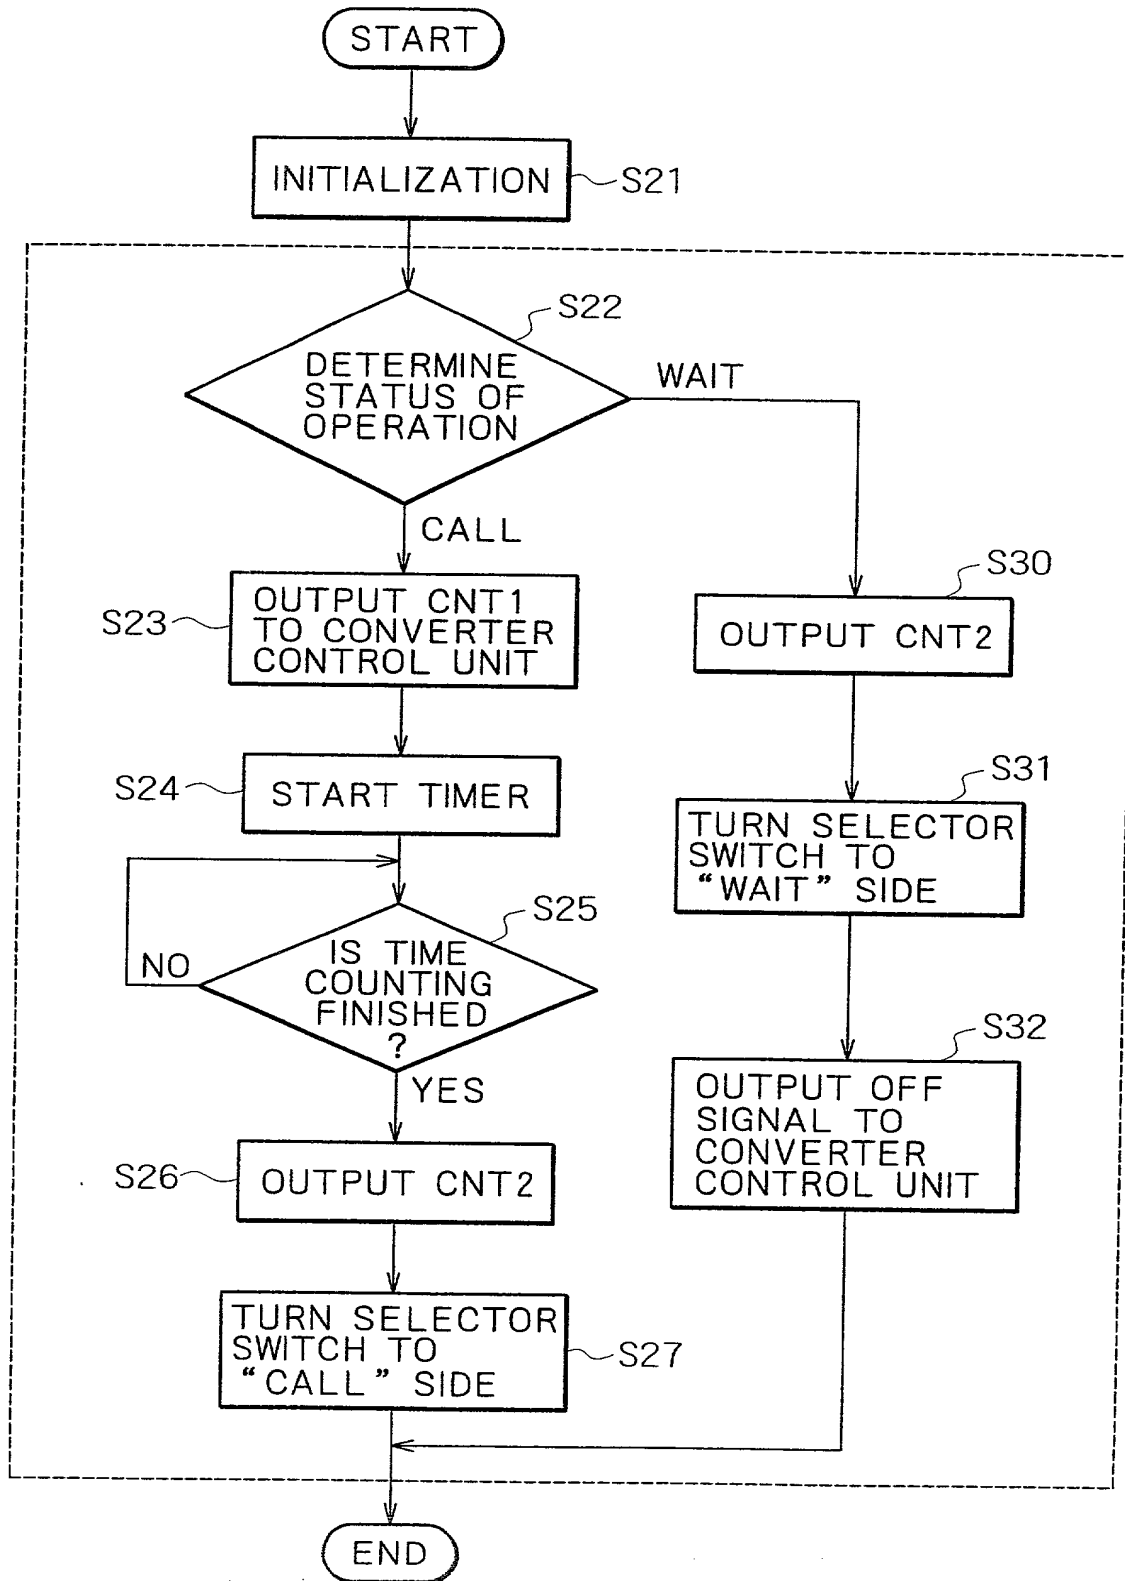 START
INITIALIZATION
S21
S22
DETERMINE
STATUS OF
OPERATION
WAIT
CALL
S23
OUTPUT CNT1
TO CONVERTER
CONTROL UNIT
S24
START TIMER
S25
IS TIME
COUNTING
FINISHED
?
NO
YES
S26
OUTPUT CNT2
TURN SELECTOR
SWITCH TO
“CALL” SIDE
S27
S30
OUTPUT CNT2
S31
TURN SELECTOR
SWITCH TO
“WAIT” SIDE
S32
OUTPUT OFF
SIGNAL TO
CONVERTER
CONTROL UNIT
END